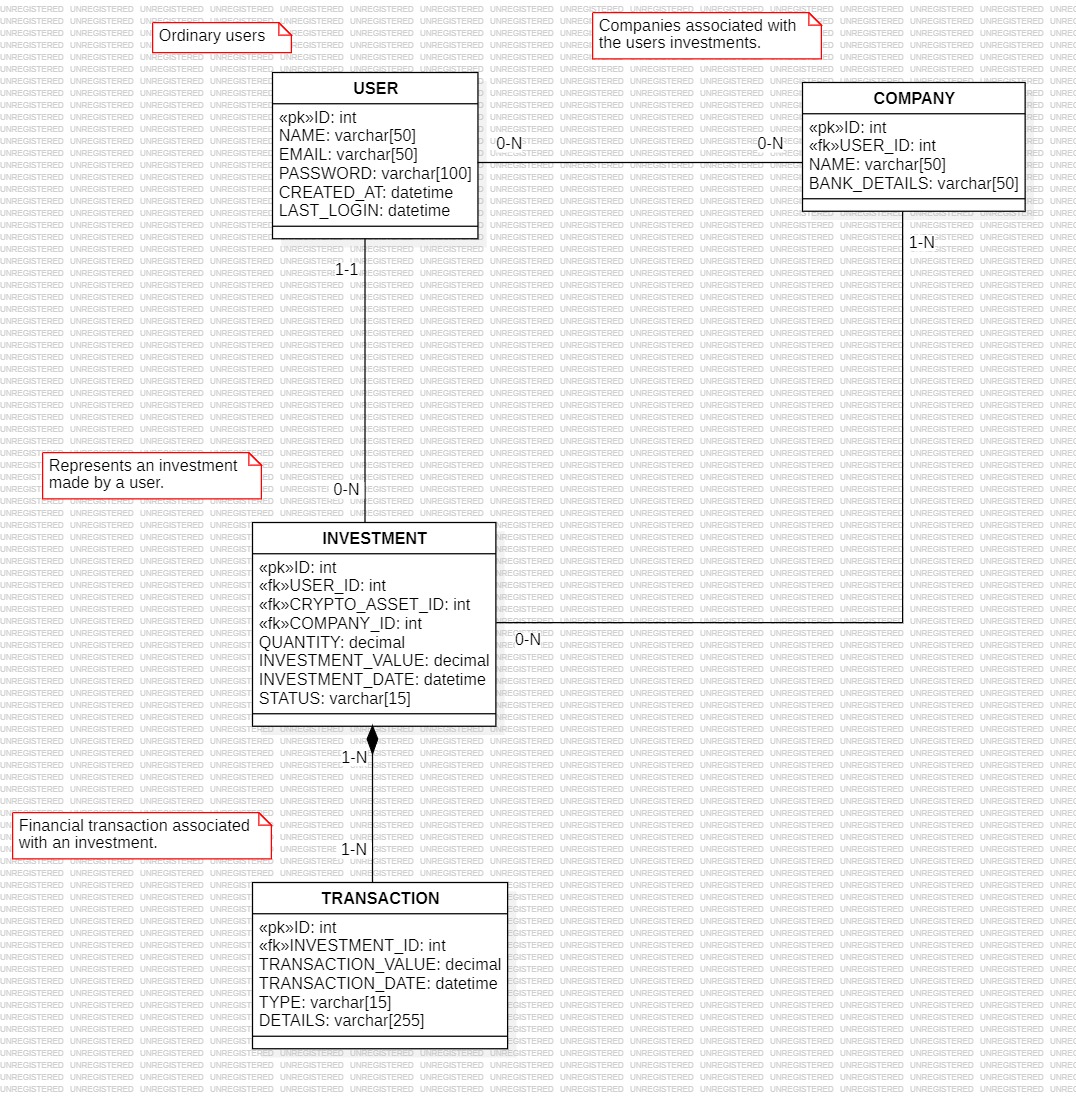 Ordinary users
Companies associated with
the users investments.
USER
«pk»ID: int
NAME: varchar[50]
EMAIL: varchar[50]
PASSWORD: varchar[100]
CREATED_AT: datetime
LAST_LOGIN: datetime
0-N
0-N
COMPANY
«pk»ID: int
«fk»USER_ID: int
NAME: varchar[50]
BANK_DETAILS: varchar[50]
1-N
1-1
Represents an investment
made by a user.
0-N
INVESTMENT
«pk»ID: int
«fk»USER_ID: int
«fk»CRYPTO_ASSET_ID: int
«fk»COMPANY_ID: int
QUANTITY: decimal
INVESTMENT_VALUE: decimal
INVESTMENT_DATE: datetime
STATUS: varchar[15]
0-N
1-N
Financial transaction associated
with an investment.
1-N
TRANSACTION
«pk»ID: int
«fk»INVESTMENT_ID: int
TRANSACTION_VALUE: decimal
TRANSACTION_DATE: datetime
TYPE: varchar[15]
DETAILS: varchar[255]
UNREGISTERED